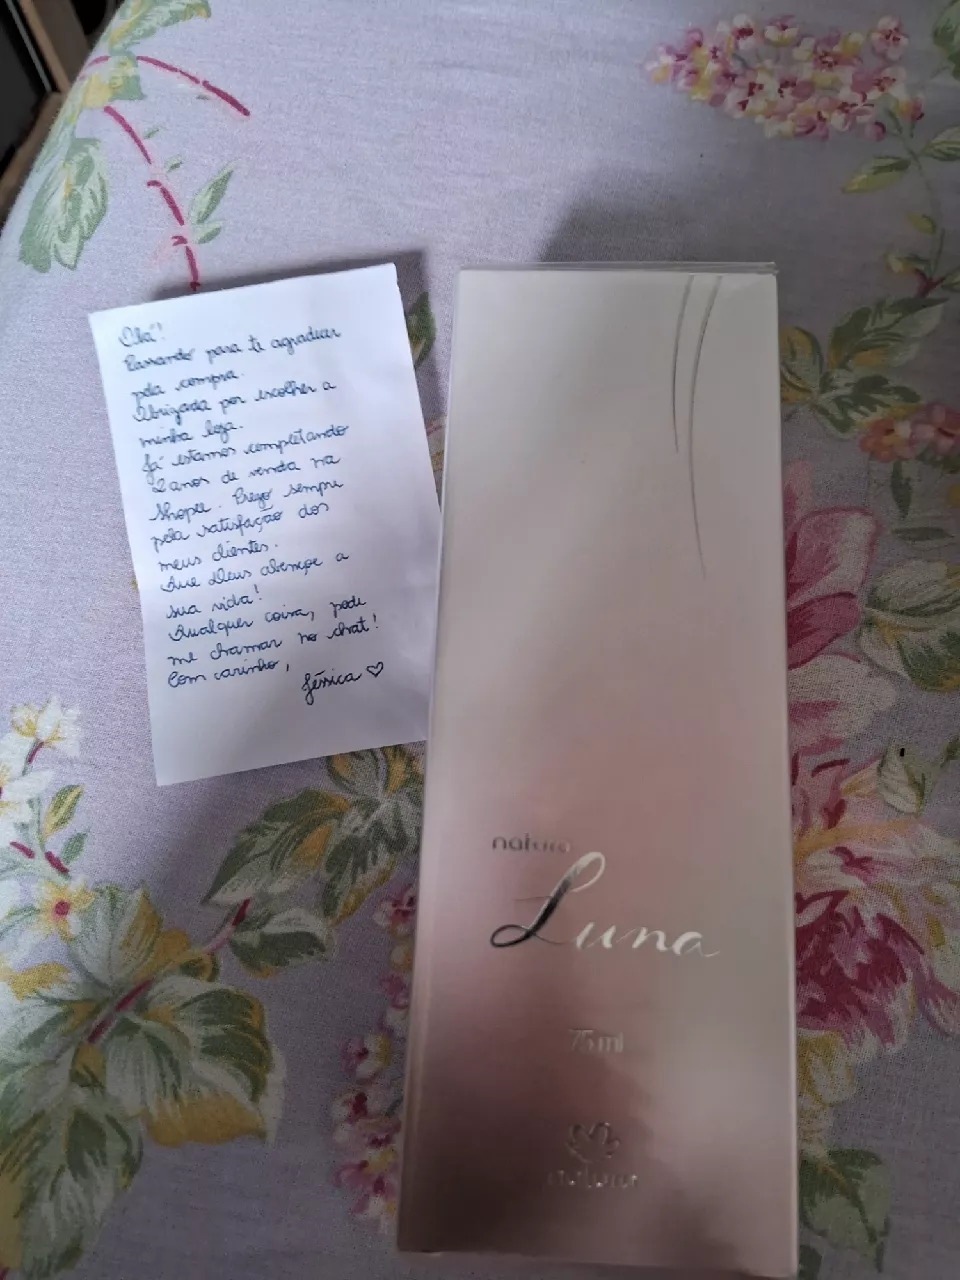 Olá!
Passando para te agradecer
pela compra.
Obrigada por escolher a
minha loja.
Já estamos completando
2 anos de venda na
Shopee. Prezo sempre
pela satisfação dos
meus clientes.
Que Deus abençoe a
sua vida!
Qualquer coisa, pode
me chamar no chat!
Com carinho,
Jéssica ♡
natura
Luna
75 ml
natura